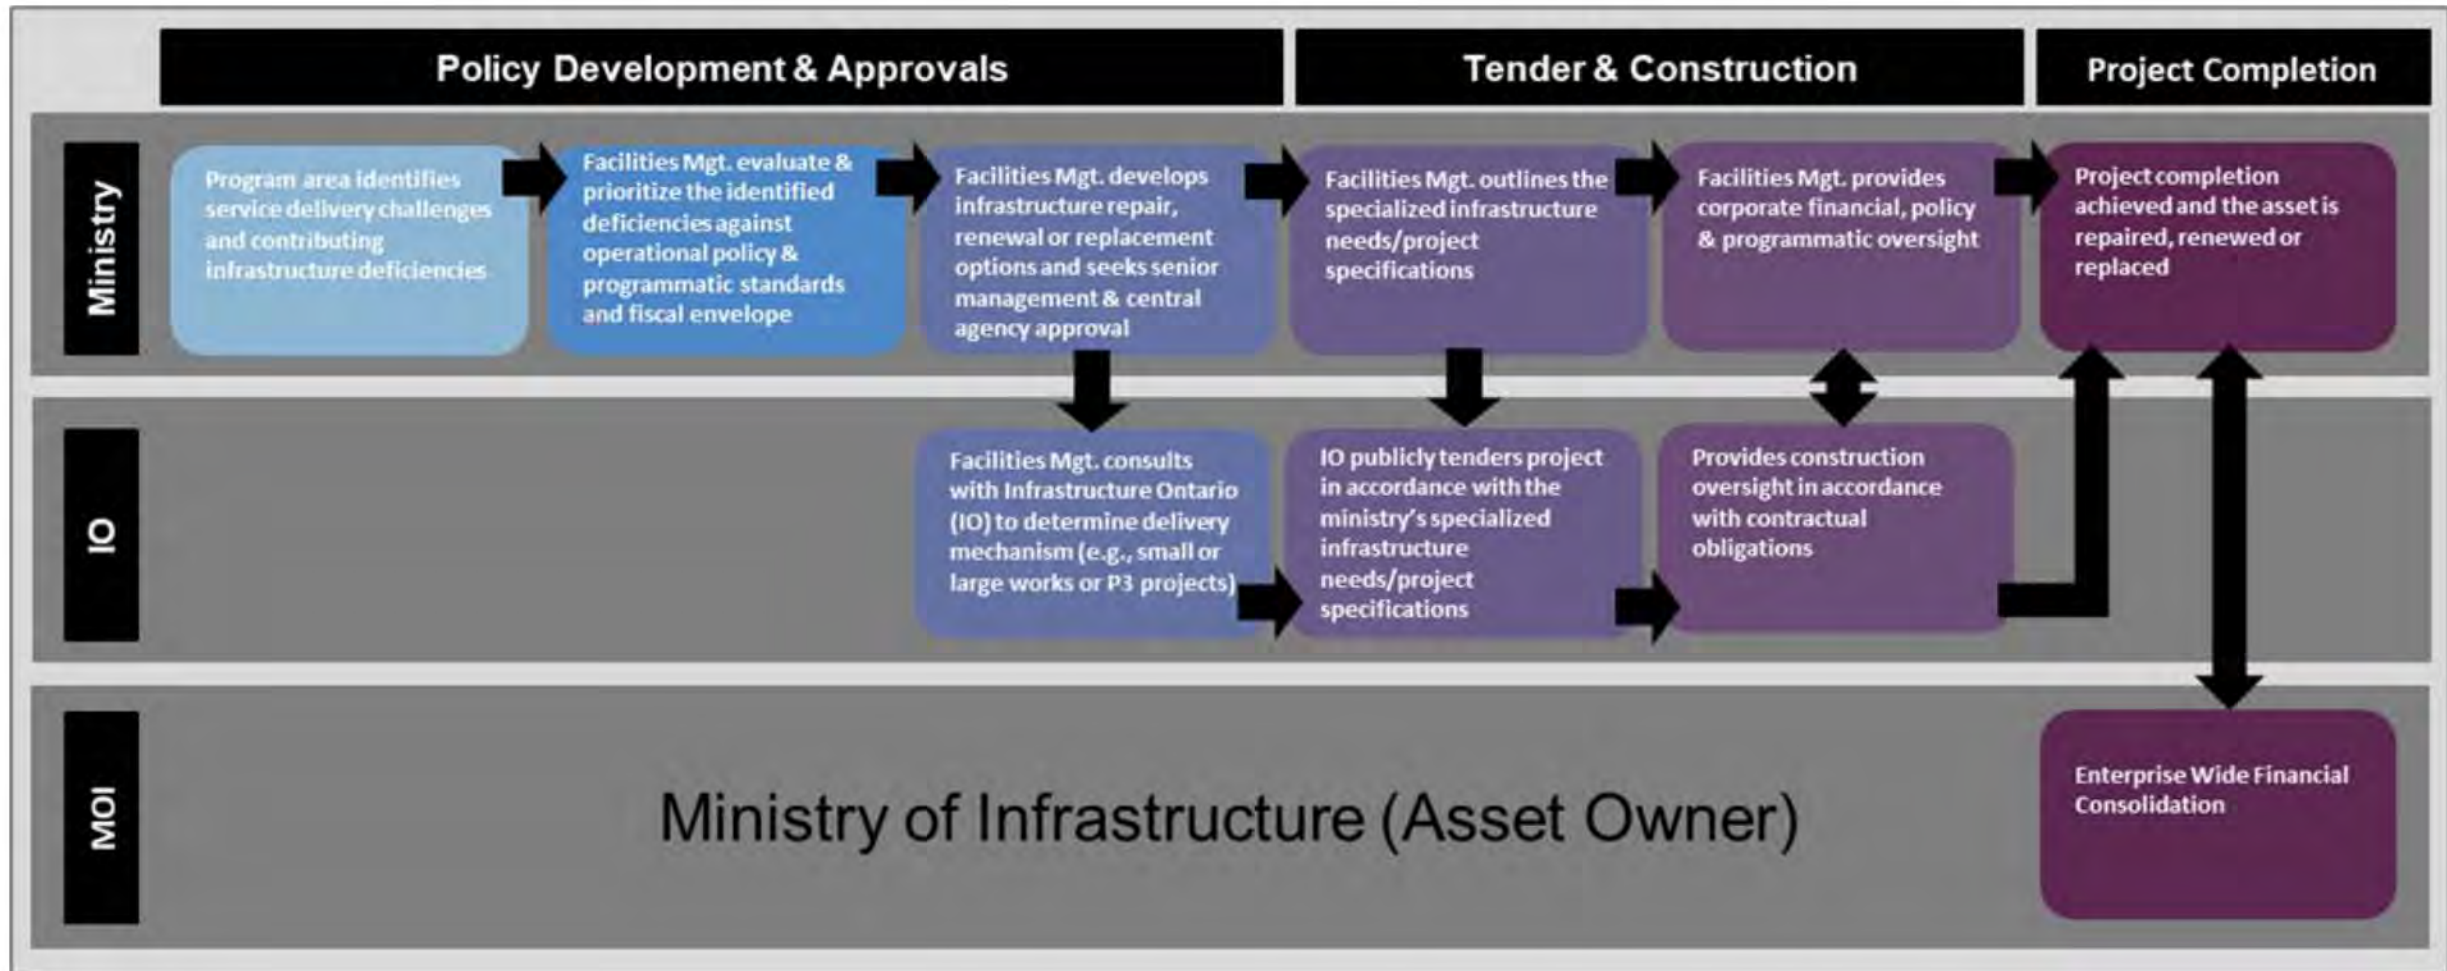 Policy Development & Approvals
Tender & Construction
Project Completion
Ministry
Program area identifies
service delivery challenges
and contributing
infrastructure deficiencies
Facilities Mgt. evaluate &
prioritize the identified
deficiencies against
operational policy &
programmatic standards
and fiscal envelope
Facilities Mgt. develops
infrastructure repair,
renewal or replacement
options and seeks senior
management & central
agency approval
Facilities Mgt. outlines the
specialized infrastructure
needs/project
specifications
Facilities Mgt. provides
corporate financial, policy
& programmatic oversight
Project completion
achieved and the asset is
repaired, renewed or
replaced
IO
Facilities Mgt. consults
with Infrastructure Ontario
(IO) to determine delivery
mechanism (e.g., small or
large works or P3 projects)
IO publicly tenders project
in accordance with the
ministry's specialized
infrastructure
needs/project
specifications
Provides construction
oversight in accordance
with contractual
obligations
MOI
Ministry of Infrastructure (Asset Owner)
Enterprise Wide Financial
Consolidation